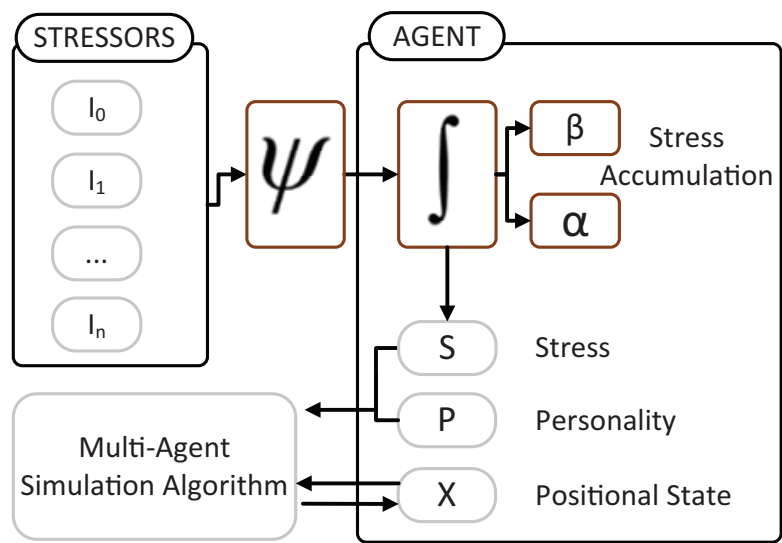 STRESSORS
I₀
I₁
...
Iₙ
ψ
AGENT
∫
β
α
Stress
Accumulation
S
Stress
P
Personality
X
Positional State
Multi-Agent
Simulation Algorithm